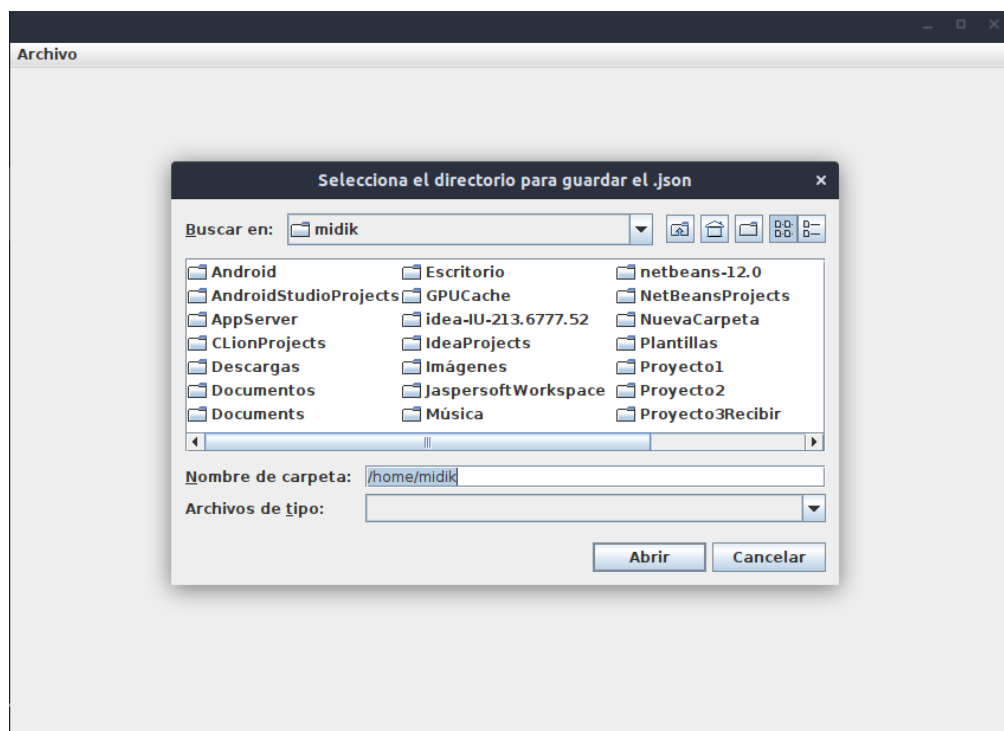 Archivo
Selecciona el directorio para guardar el .json
Buscar en: midik
Android Escritorio netbeans-12.0
AndroidStudioProjects GPUCache NetBeansProjects
AppServer idea-IU-213.6777.52 NuevaCarpeta
CLionProjects IdeaProjects Plantillas
Descargas Imágenes Proyecto1
Documentos JaspersoftWorkspace Proyecto2
Documents Música Proyecto3Recibir
Nombre de carpeta: /home/midik
Archivos de tipo:
Abrir Cancelar